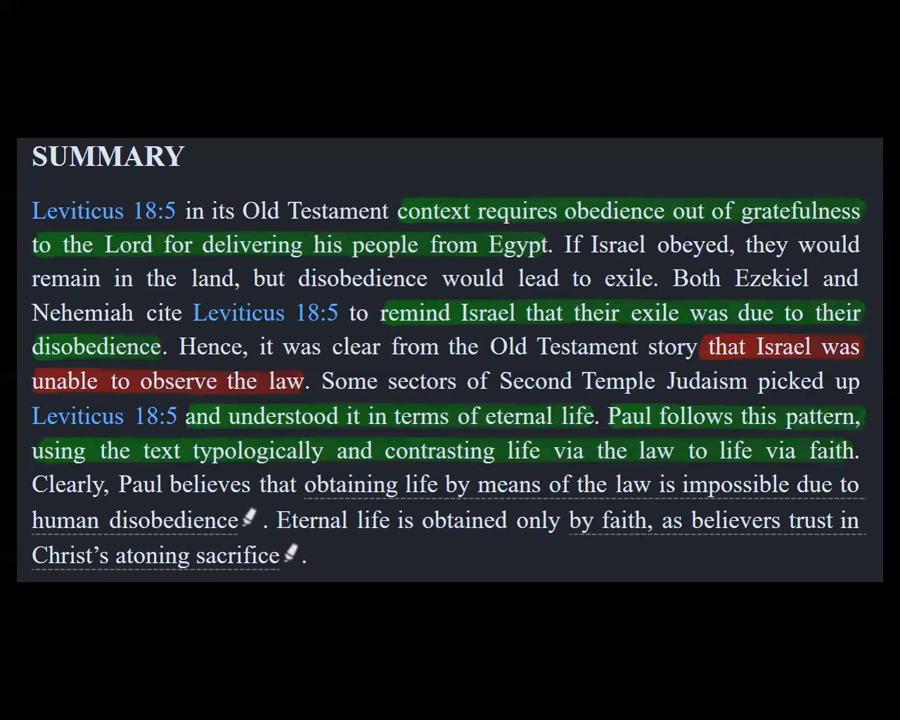 SUMMARY
Leviticus 18:5 in its Old Testament context requires obedience out of gratefulness
to the Lord for delivering his people from Egypt. If Israel obeyed, they would
remain in the land, but disobedience would lead to exile. Both Ezekiel and
Nehemiah cite Leviticus 18:5 to remind Israel that their exile was due to their
disobedience. Hence, it was clear from the Old Testament story that Israel was
unable to observe the law. Some sectors of Second Temple Judaism picked up
Leviticus 18:5 and understood it in terms of eternal life. Paul follows this pattern,
using the text typologically and contrasting life via the law to life via faith.
Clearly, Paul believes that obtaining life by means of the law is impossible due to
human disobedience. Eternal life is obtained only by faith, as believers trust in
Christ’s atoning sacrifice.